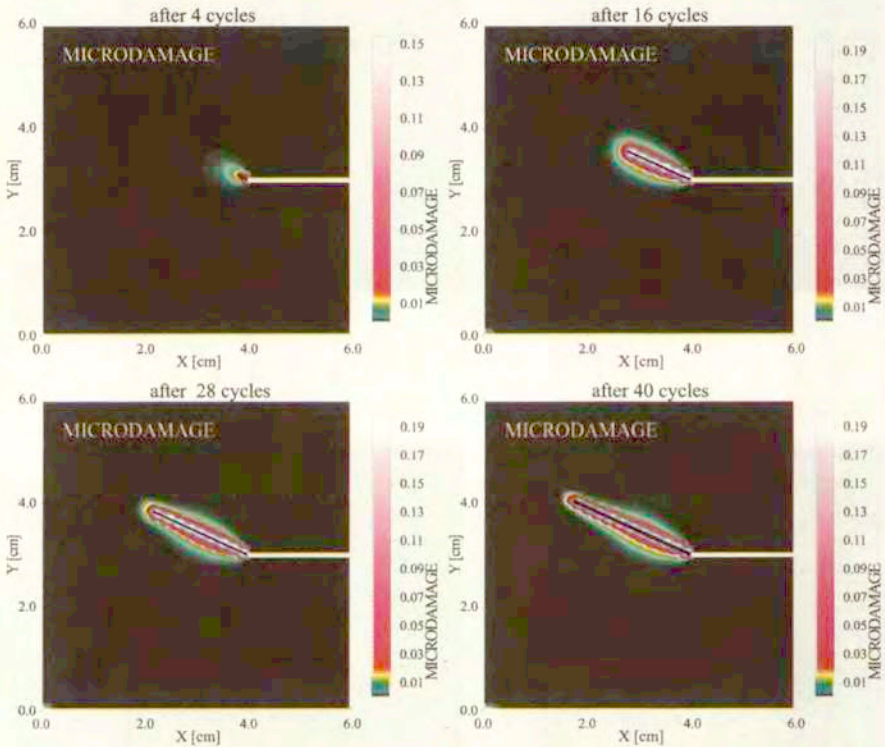 after 4 cycles
6.0
MICRODAMAGE
4.0
Y [cm]
2.0
0.0
0.0 2.0 4.0 6.0
X [cm]
0.15
0.13
0.11
0.09
0.07
0.05
0.03
0.01
MICRODAMAGE
after 16 cycles
6.0
MICRODAMAGE
4.0
Y [cm]
2.0
0.0
0.0 2.0 4.0 6.0
X [cm]
0.19
0.17
0.15
0.13
0.11
0.09
0.07
0.05
0.03
0.01
MICRODAMAGE
after 28 cycles
6.0
MICRODAMAGE
4.0
Y [cm]
2.0
0.0
0.0 2.0 4.0 6.0
X [cm]
0.19
0.17
0.15
0.13
0.11
0.09
0.07
0.05
0.03
0.01
MICRODAMAGE
after 40 cycles
6.0
MICRODAMAGE
4.0
Y [cm]
2.0
0.0
0.0 2.0 4.0 6.0
X [cm]
0.19
0.17
0.15
0.13
0.11
0.09
0.07
0.05
0.03
0.01
MICRODAMAGE